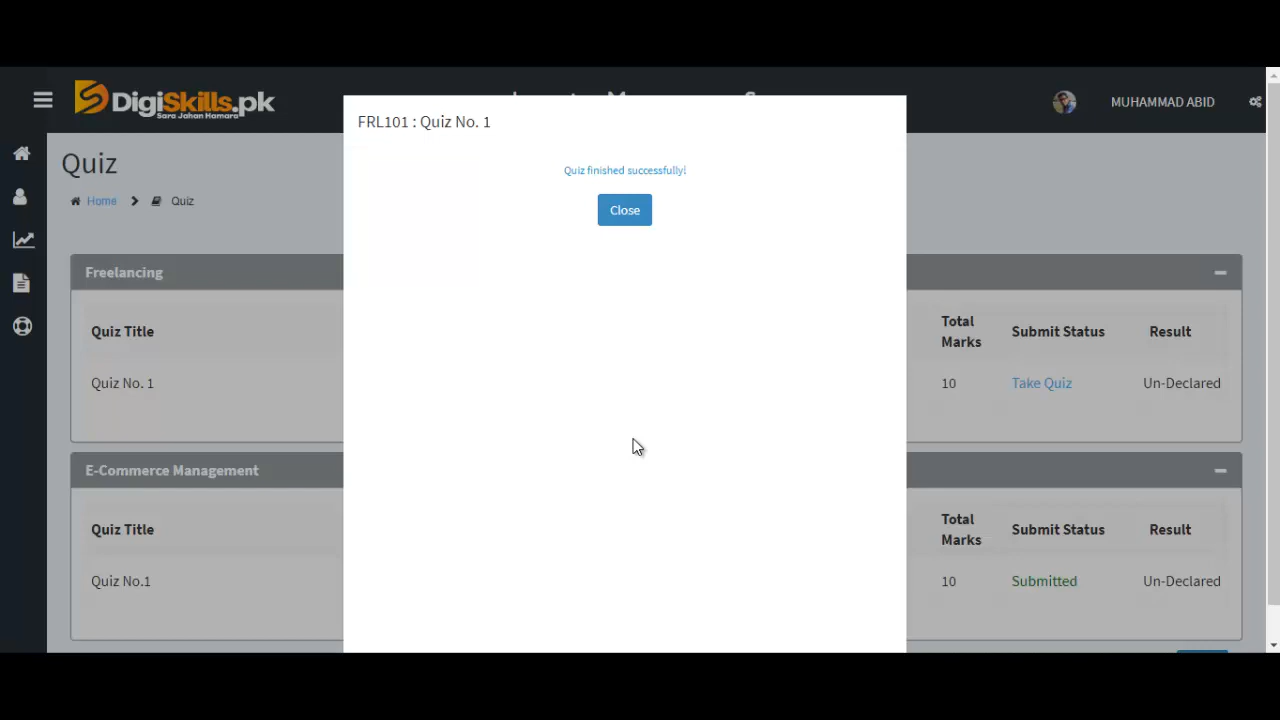 DigiSkills.pk
Sara Jahan Hamara
MUHAMMAD ABID
FRL101 : Quiz No. 1
Quiz finished successfully!
Close
Quiz
Home
Quiz
Freelancing
Quiz Title
Total Marks
Submit Status
Result
Quiz No. 1
10
Take Quiz
Un-Declared
E-Commerce Management
Quiz Title
Total Marks
Submit Status
Result
Quiz No.1
10
Submitted
Un-Declared